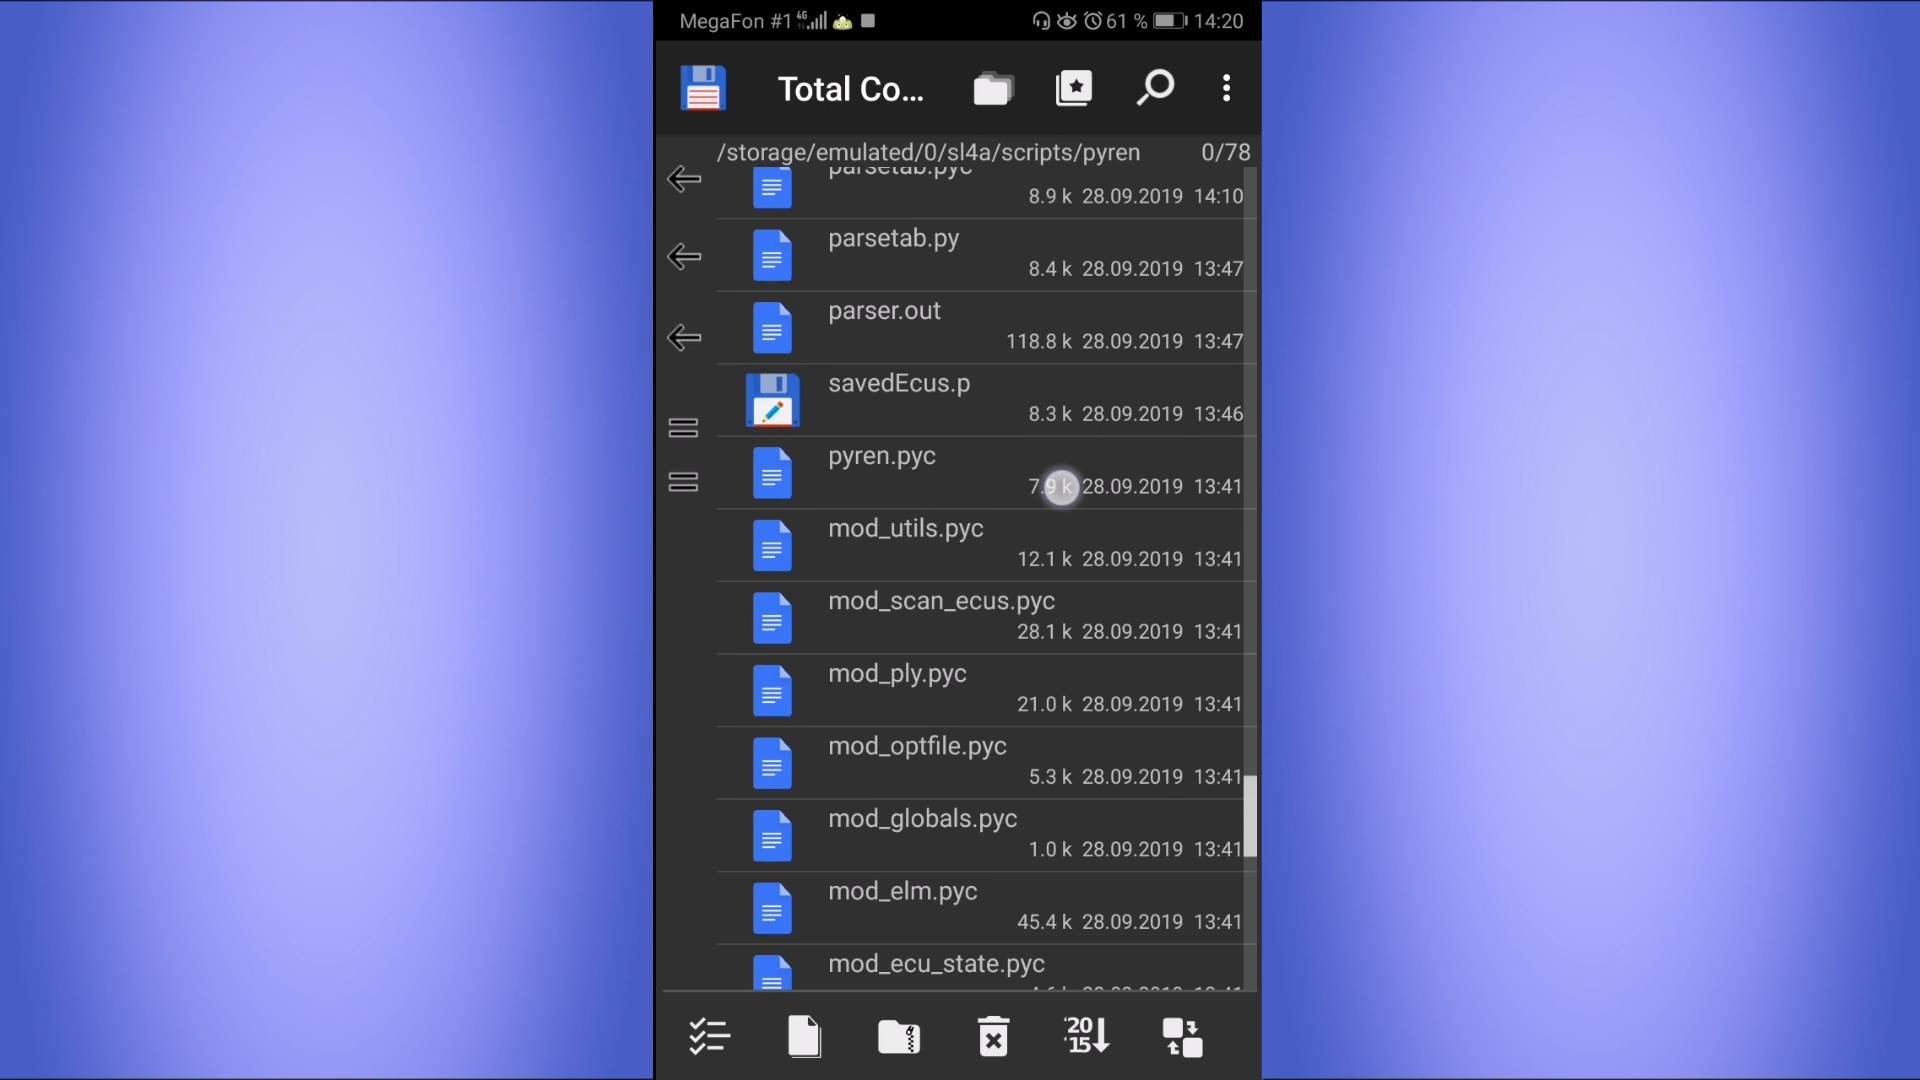 MegaFon #1 4G 61 % 14:20
Total Co...
/storage/emulated/0/sl4a/scripts/pyren 0/78
parsetab.pyc
8.9 k 28.09.2019 14:10
parsetab.py
8.4 k 28.09.2019 13:47
parser.out
118.8 k 28.09.2019 13:47
savedEcus.p
8.3 k 28.09.2019 13:46
pyren.pyc
7.9 k 28.09.2019 13:41
mod_utils.pyc
12.1 k 28.09.2019 13:41
mod_scan_ecus.pyc
28.1 k 28.09.2019 13:41
mod_ply.pyc
21.0 k 28.09.2019 13:41
mod_optfile.pyc
5.3 k 28.09.2019 13:41
mod_globals.pyc
1.0 k 28.09.2019 13:41
mod_elm.pyc
45.4 k 28.09.2019 13:41
mod_ecu_state.pyc
'20
'15